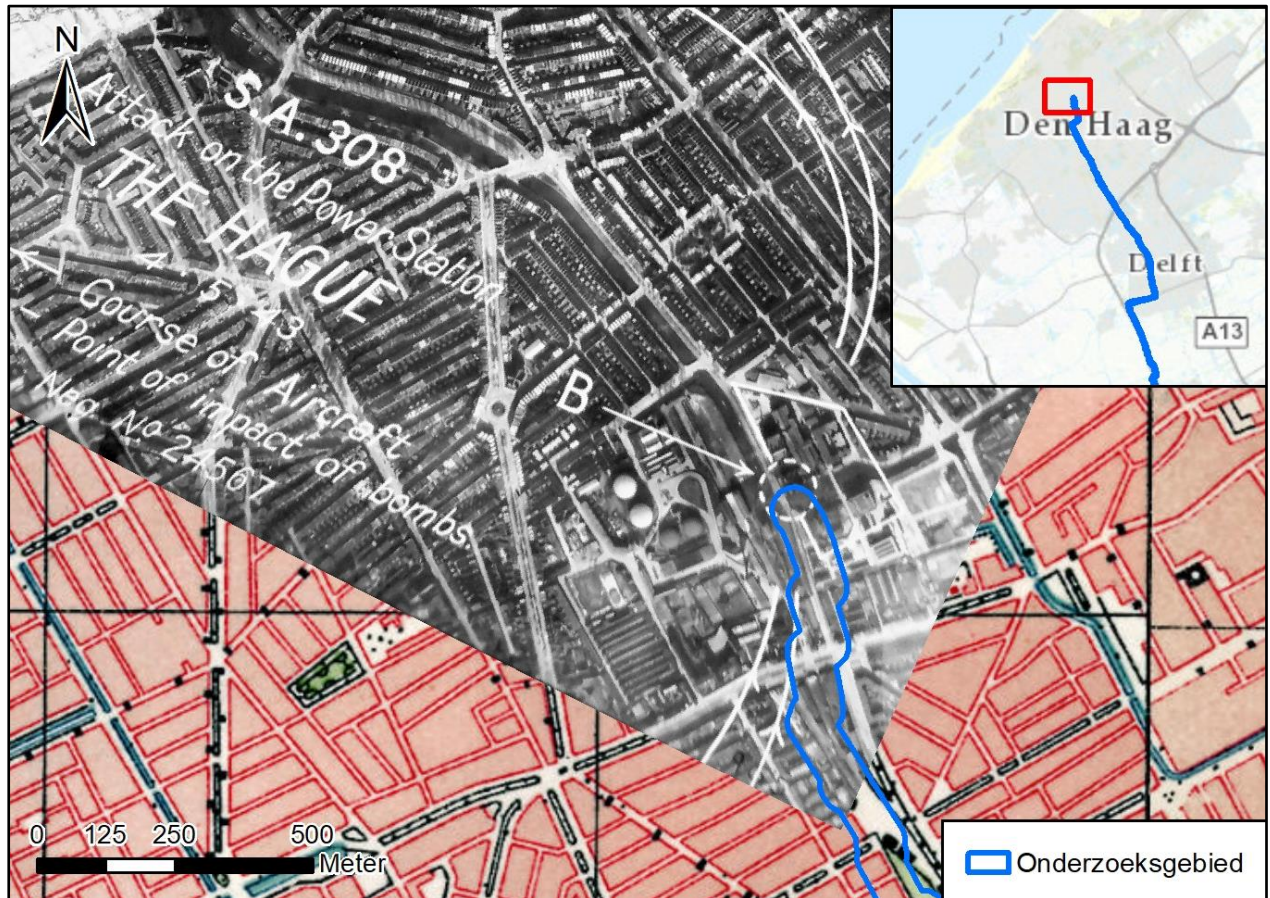 N
S.A. 308
Attack on the Power Station
THE HAGUE
4. 5. 43
← Course of Aircraft
Point of impact of bombs.
Neg. No 24567
B
Den Haag
Delft
A13
0 125 250 500
Meter
Onderzoeksgebied